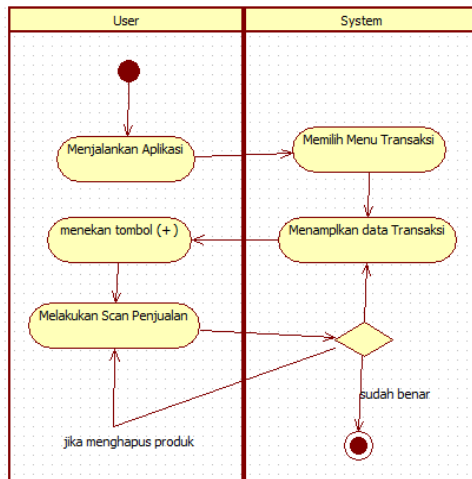 User
System
Menjalankan Aplikasi
Memilih Menu Transaksi
menekan tombol (+)
Menamplkan data Transaksi
Melakukan Scan Penjualan
sudah benar
jika menghapus produk